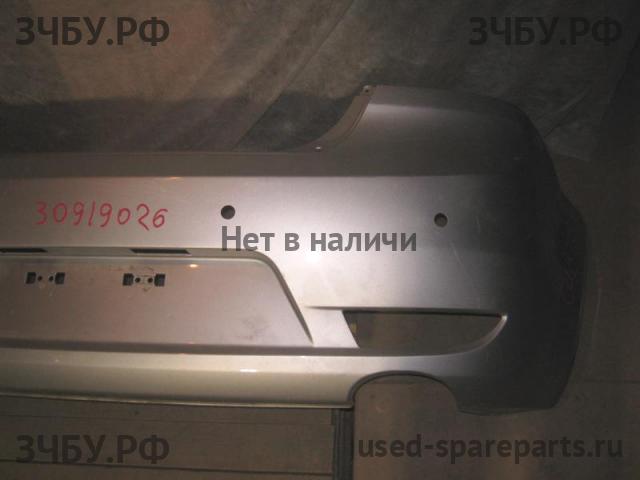 ЗЧБУ.РФ
ЗЧБУ.РФ
30919026
Нет в наличи
ЗЧБУ.РФ
used-spareparts.ru